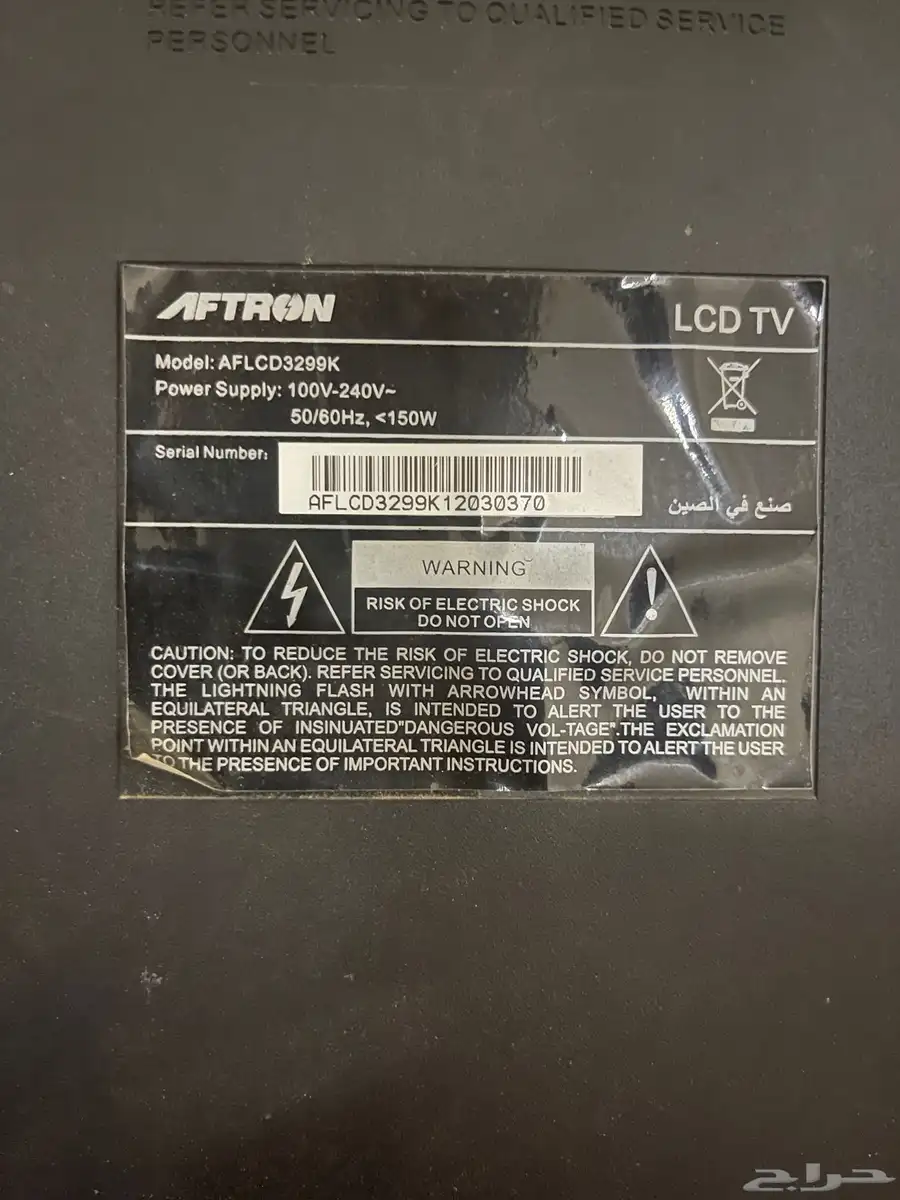 REFER SERVICING TO QUALIFIED SERVICE
PERSONNEL
AFTRON
LCD TV
Model: AFLCD3299K
Power Supply: 100V-240V~
50/60Hz, <150W
Serial Number:
AFLCD3299K12030370
صنع في الصين
WARNING
RISK OF ELECTRIC SHOCK
DO NOT OPEN
CAUTION: TO REDUCE THE RISK OF ELECTRIC SHOCK, DO NOT REMOVE
COVER (OR BACK). REFER SERVICING TO QUALIFIED SERVICE PERSONNEL.
THE LIGHTNING FLASH WITH ARROWHEAD SYMBOL, WITHIN AN
EQUILATERAL TRIANGLE, IS INTENDED TO ALERT THE USER TO THE
PRESENCE OF INSINUATED"DANGEROUS VOL-TAGE".THE EXCLAMATION
POINT WITHIN AN EQUILATERAL TRIANGLE IS INTENDED TO ALERT THE USER
TO THE PRESENCE OF IMPORTANT INSTRUCTIONS.
حراج